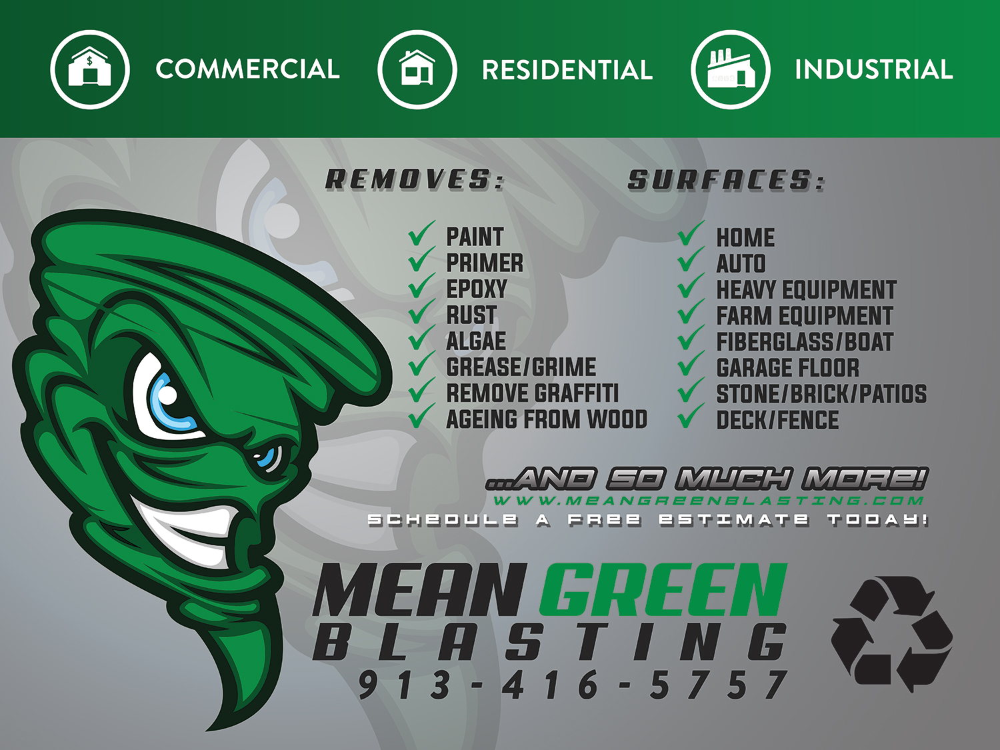 $
COMMERCIAL
RESIDENTIAL
INDUSTRIAL
REMOVES:
PAINT
PRIMER
EPOXY
RUST
ALGAE
GREASE/GRIME
REMOVE GRAFFITI
AGEING FROM WOOD
SURFACES:
HOME
AUTO
HEAVY EQUIPMENT
FARM EQUIPMENT
FIBERGLASS/BOAT
GARAGE FLOOR
STONE/BRICK/PATIOS
DECK/FENCE
...AND SO MUCH MORE!
WWW.MEANGREENBLASTING.COM
SCHEDULE A FREE ESTIMATE TODAY!
MEAN GREEN
BLASTING
913-416-5757